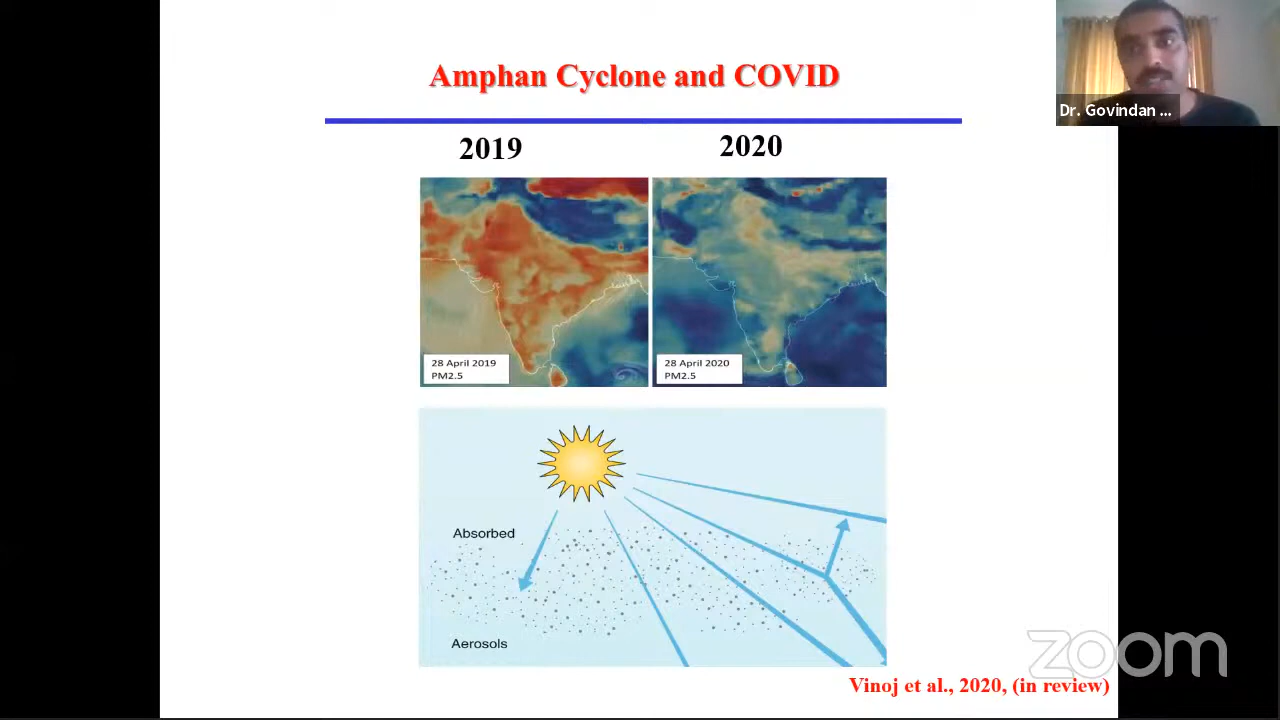 Amphan Cyclone and COVID
Dr. Govindan ...
2019
2020
28 April 2019
PM2.5
28 April 2020
PM2.5
Absorbed
Aerosols
zoom
Vinoj et al., 2020, (in review)